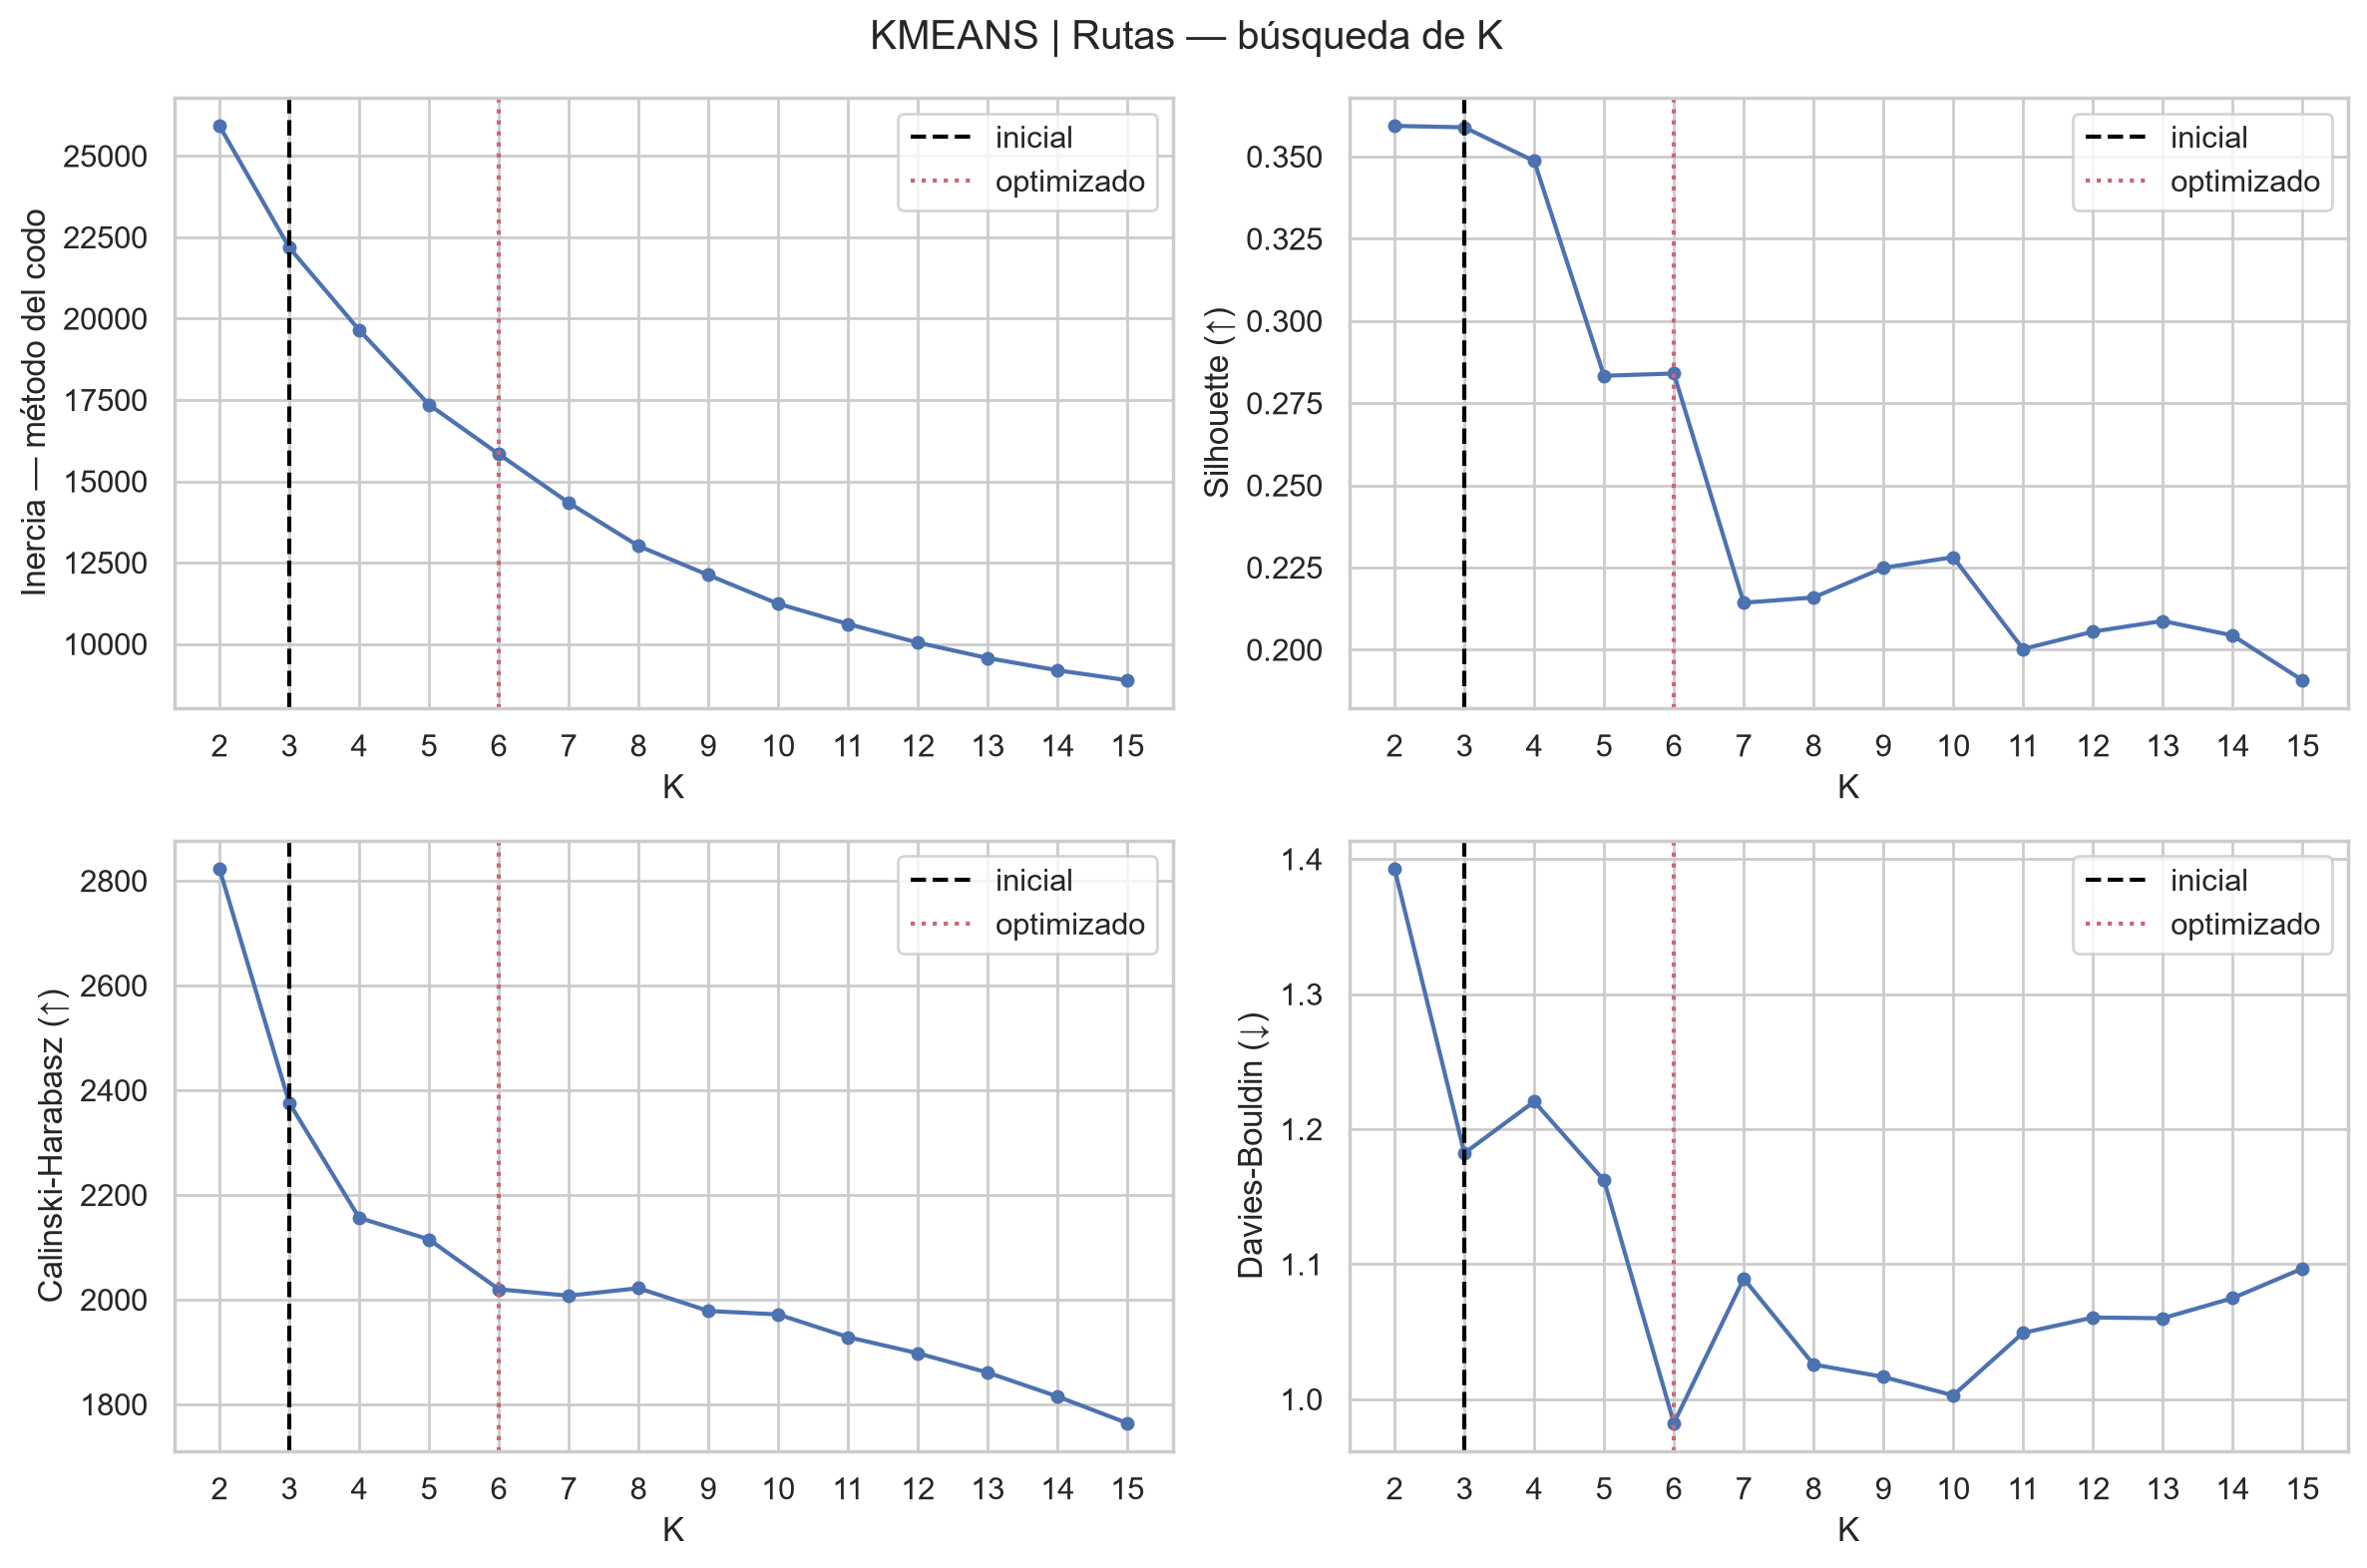 KMEANS | Rutas — búsqueda de K
Inercia — método del codo
25000
22500
20000
17500
15000
12500
10000
inicial
optimizado
2 3 4 5 6 7 8 9 10 11 12 13 14 15
K
Silhouette (↑)
0.350
0.325
0.300
0.275
0.250
0.225
0.200
inicial
optimizado
2 3 4 5 6 7 8 9 10 11 12 13 14 15
K
Calinski-Harabasz (↑)
2800
2600
2400
2200
2000
1800
inicial
optimizado
2 3 4 5 6 7 8 9 10 11 12 13 14 15
K
Davies-Bouldin (↓)
1.4
1.3
1.2
1.1
1.0
inicial
optimizado
2 3 4 5 6 7 8 9 10 11 12 13 14 15
K